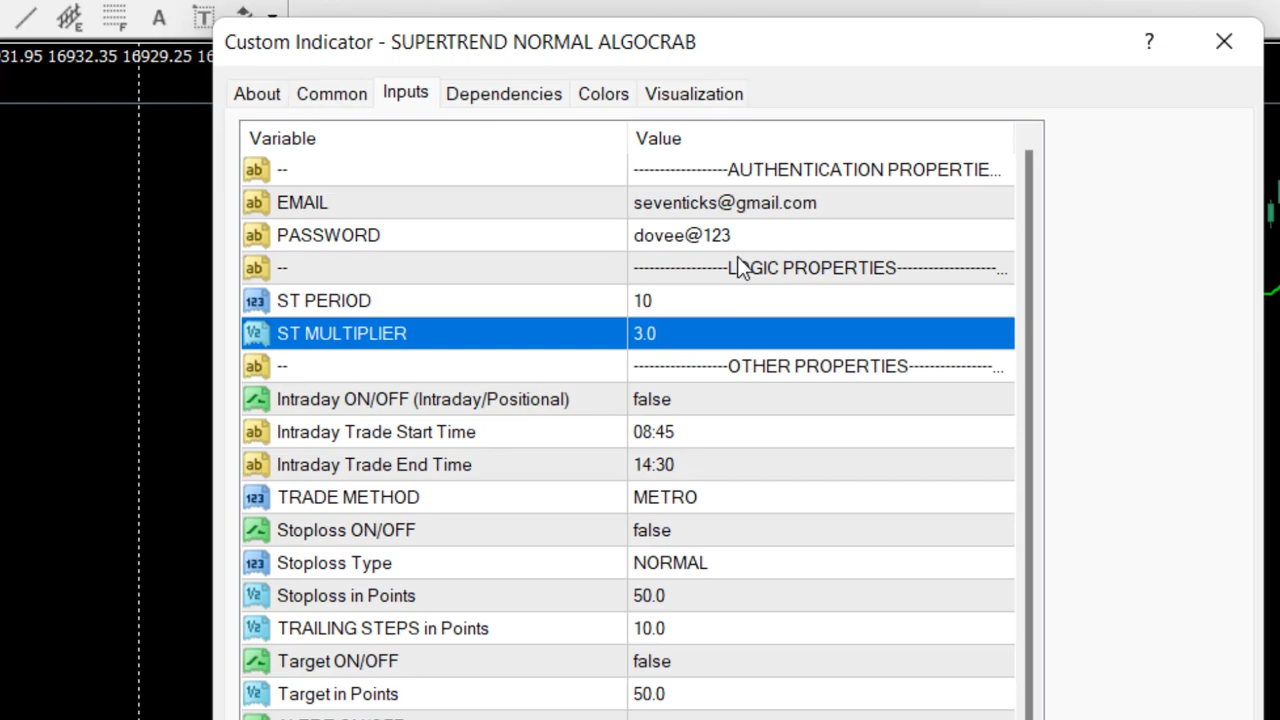 A T
31.95 16932.35 16929.25 16
Custom Indicator - SUPERTREND NORMAL ALGOCRAB ?
About Common Inputs Dependencies Colors Visualization
Variable Value
-- ------------------AUTHENTICATION PROPERTIE...
EMAIL seventicks@gmail.com
PASSWORD dovee@123
-- ------------------LOGIC PROPERTIES-------------------...
ST PERIOD 10
ST MULTIPLIER 3.0
-- ------------------OTHER PROPERTIES----------------...
Intraday ON/OFF (Intraday/Positional) false
Intraday Trade Start Time 08:45
Intraday Trade End Time 14:30
TRADE METHOD METRO
Stoploss ON/OFF false
Stoploss Type NORMAL
Stoploss in Points 50.0
TRAILING STEPS in Points 10.0
Target ON/OFF false
Target in Points 50.0